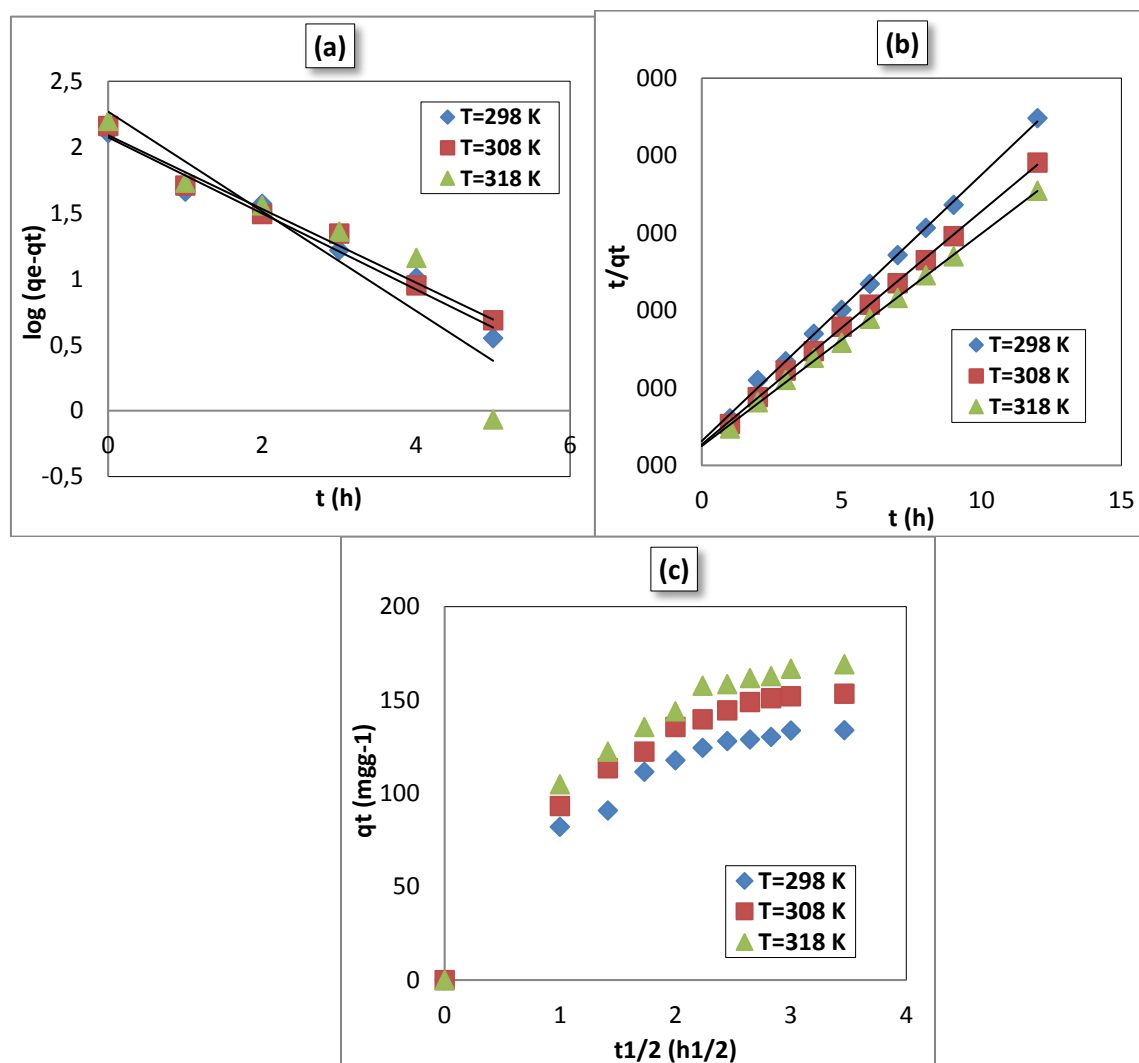 (a)
2,5
2
1,5
1
0,5
0
-0,5
0 2 4 6
log (qe-qt)
t (h)
T=298 K
T=308 K
T=318 K
(b)
000
000
000
000
000
000
0 5 10 15
t/qt
t (h)
T=298 K
T=308 K
T=318 K
(c)
200
150
100
50
0
0 1 2 3 4
qt (mgg-1)
t1/2 (h1/2)
T=298 K
T=308 K
T=318 K